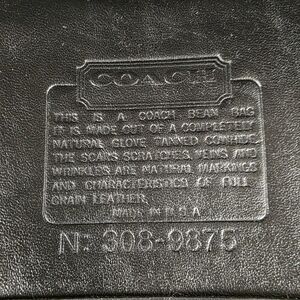 COACH
THIS IS A COACH BEAN BAG
IT IS MADE OUT OF A COMPLETELY
NATURAL GLOVE TANNED COWHIDE
THE SCARS SCRATCHES, VEINS AND
WRINKLES ARE NATURAL MARKINGS
AND CHARACTERISTICS OF FULL
GRAIN LEATHER.
MADE IN U.S.A
Nº 308-9875